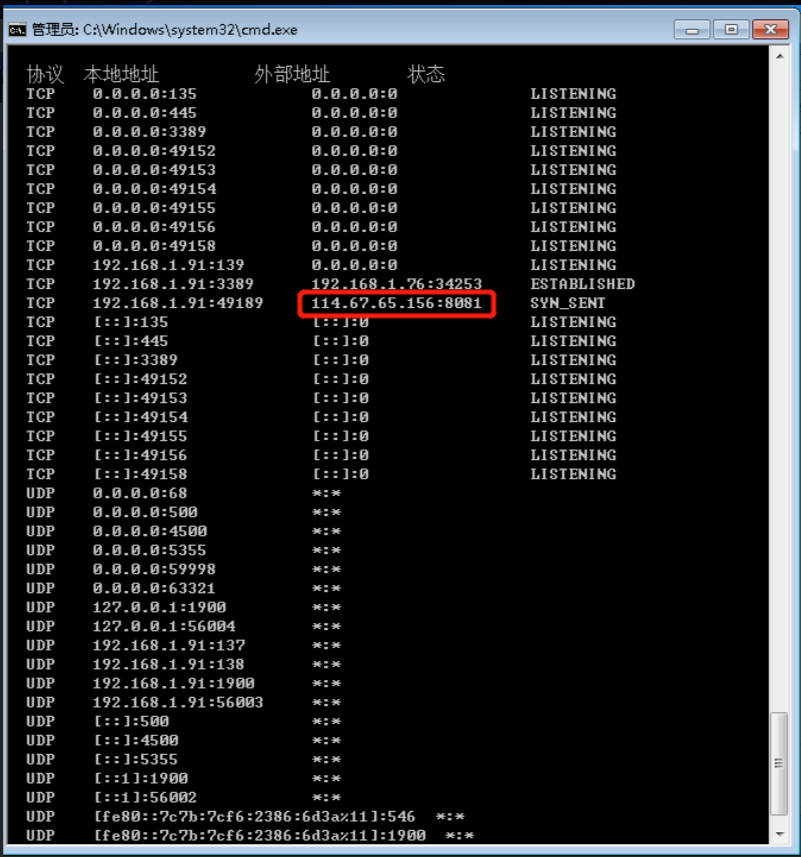 管理员: C:\Windows\system32\cmd.exe
协议 本地地址 外部地址 状态
TCP 0.0.0.0:135 0.0.0.0:0 LISTENING
TCP 0.0.0.0:445 0.0.0.0:0 LISTENING
TCP 0.0.0.0:3389 0.0.0.0:0 LISTENING
TCP 0.0.0.0:49152 0.0.0.0:0 LISTENING
TCP 0.0.0.0:49153 0.0.0.0:0 LISTENING
TCP 0.0.0.0:49154 0.0.0.0:0 LISTENING
TCP 0.0.0.0:49155 0.0.0.0:0 LISTENING
TCP 0.0.0.0:49156 0.0.0.0:0 LISTENING
TCP 0.0.0.0:49158 0.0.0.0:0 LISTENING
TCP 192.168.1.91:139 0.0.0.0:0 LISTENING
TCP 192.168.1.91:3389 192.168.1.76:34253 ESTABLISHED
TCP 192.168.1.91:49189 114.67.65.156:8081 SYN_SENT
TCP [::]:135 [::]:0 LISTENING
TCP [::]:445 [::]:0 LISTENING
TCP [::]:3389 [::]:0 LISTENING
TCP [::]:49152 [::]:0 LISTENING
TCP [::]:49153 [::]:0 LISTENING
TCP [::]:49154 [::]:0 LISTENING
TCP [::]:49155 [::]:0 LISTENING
TCP [::]:49156 [::]:0 LISTENING
TCP [::]:49158 [::]:0 LISTENING
UDP 0.0.0.0:68 *:*
UDP 0.0.0.0:500 *:*
UDP 0.0.0.0:4500 *:*
UDP 0.0.0.0:5355 *:*
UDP 0.0.0.0:59998 *:*
UDP 0.0.0.0:63321 *:*
UDP 127.0.0.1:1900 *:*
UDP 127.0.0.1:56004 *:*
UDP 192.168.1.91:137 *:*
UDP 192.168.1.91:138 *:*
UDP 192.168.1.91:1900 *:*
UDP 192.168.1.91:56003 *:*
UDP [::]:500 *:*
UDP [::]:4500 *:*
UDP [::]:5355 *:*
UDP [::1]:1900 *:*
UDP [::1]:56002 *:*
UDP [fe80::7c7b:7cf6:2386:6d3a%11]:546 *:*
UDP [fe80::7c7b:7cf6:2386:6d3a%11]:1900 *:*